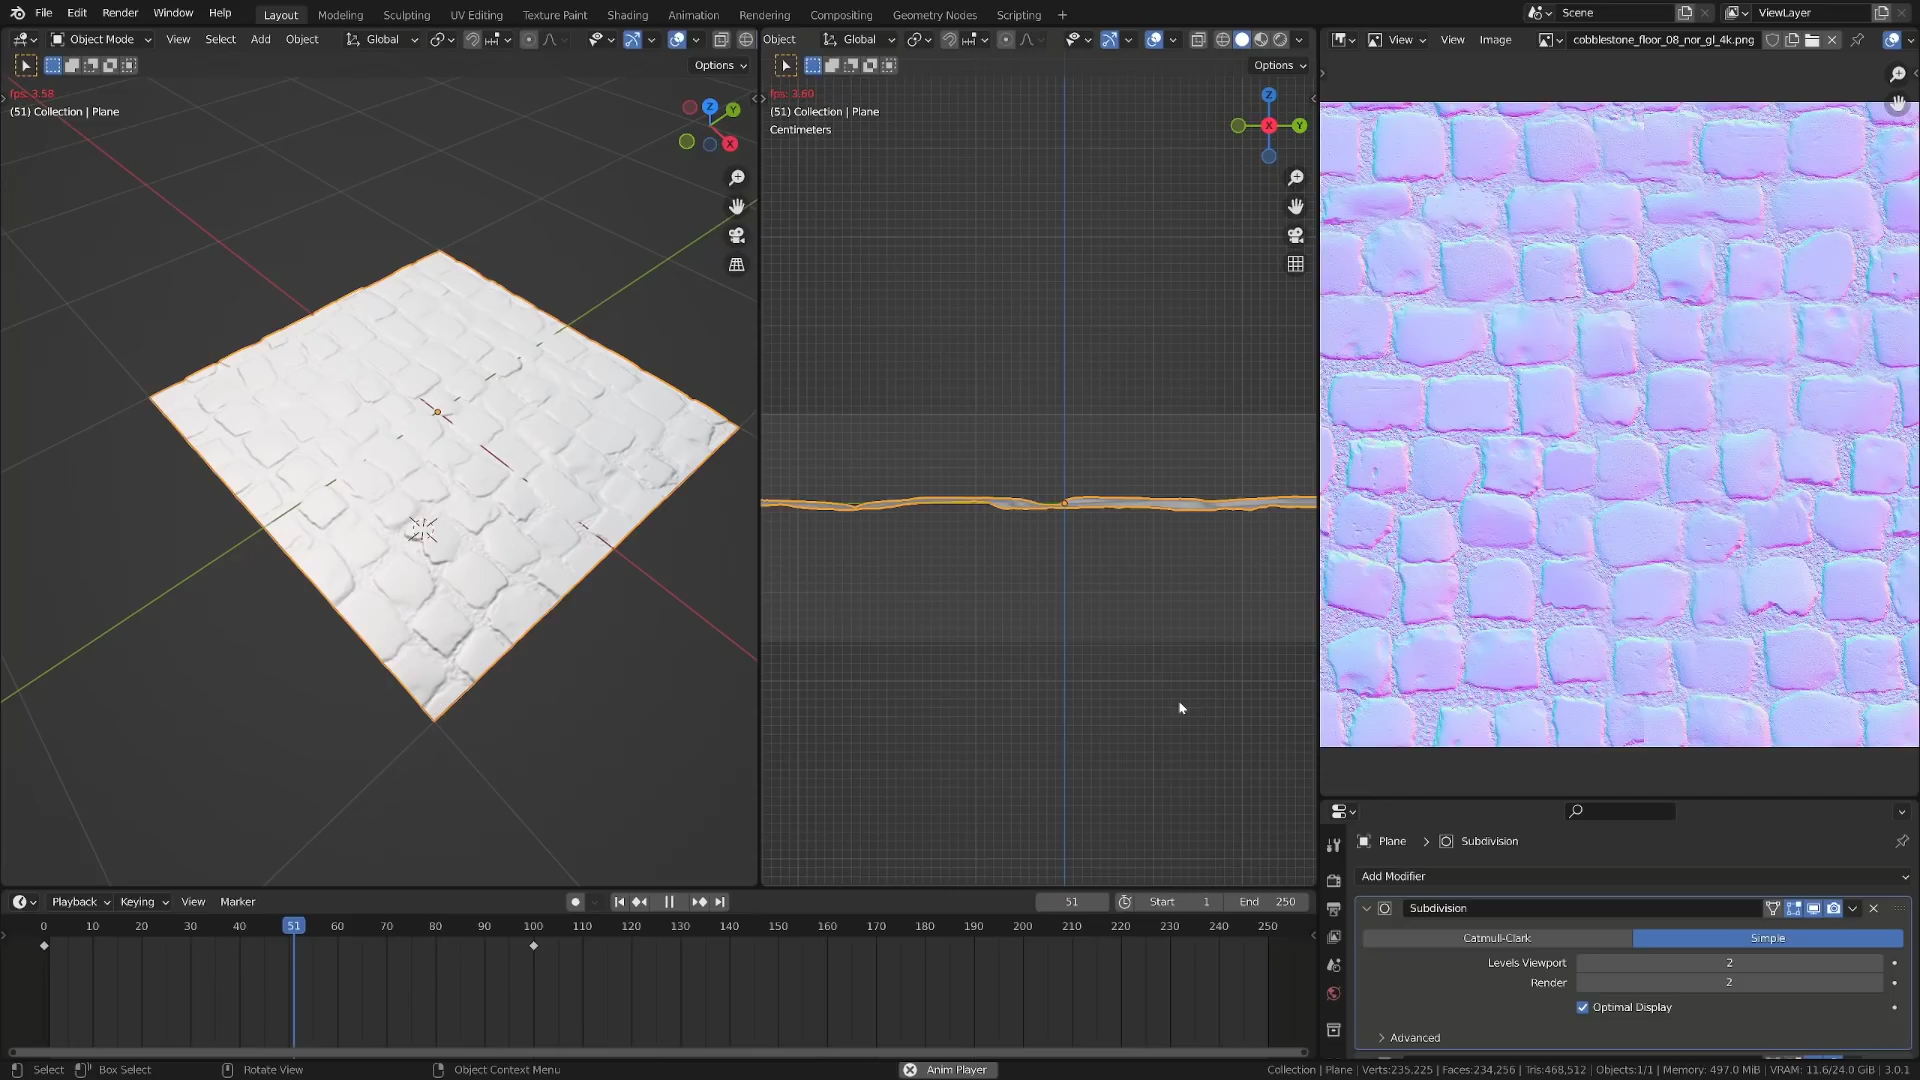 File Edit Render Window Help Layout Modeling Sculpting UV Editing Texture Paint Shading Animation Rendering Compositing Geometry Nodes Scripting + Scene ViewLayer
Object Mode View Select Add Object Global Object Global View View Image cobblestone_floor_08_nor_gl_4k.png
Options Options
fps: 3.58
(51) Collection | Plane
fps: 3.60
(51) Collection | Plane
Centimeters
Z
Y
X
Z
X
Y
Plane Subdivision
Add Modifier
Subdivision
Catmull-Clark Simple
Levels Viewport 2
Render 2
Optimal Display
Advanced
Playback Keying View Marker 51 Start 1 End 250
0 10 20 30 40 51 60 70 80 90 100 110 120 130 140 150 160 170 180 190 200 210 220 230 240 250
Select Box Select Rotate View Object Context Menu Anim Player Collection | Plane Verts:235,225 | Faces:234,256 | Tris:468,512 | Objects:1/1 | Memory: 497.0 MiB | VRAM: 11.6/24.0 GiB | 3.0.1